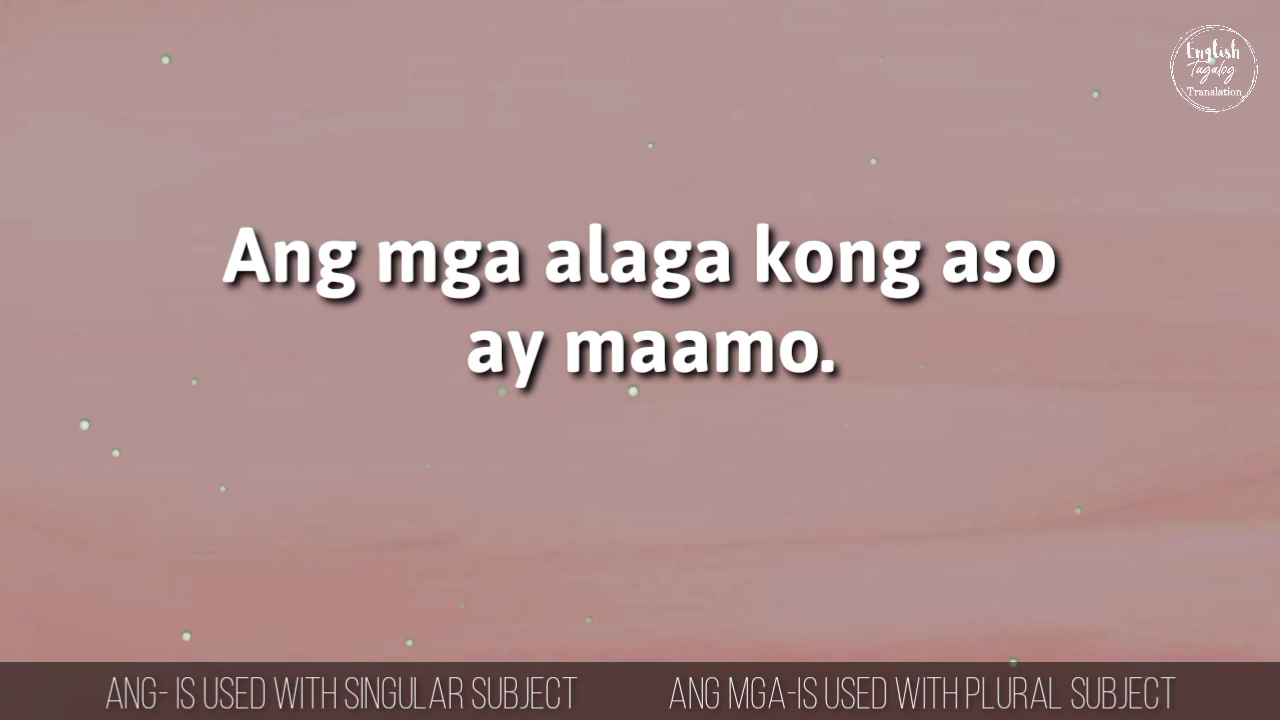 English
Tagalog
Translation
Ang mga alaga kong aso
ay maamo.
ANG- IS USED WITH SINGULAR SUBJECT
ANG MGA-IS USED WITH PLURAL SUBJECT